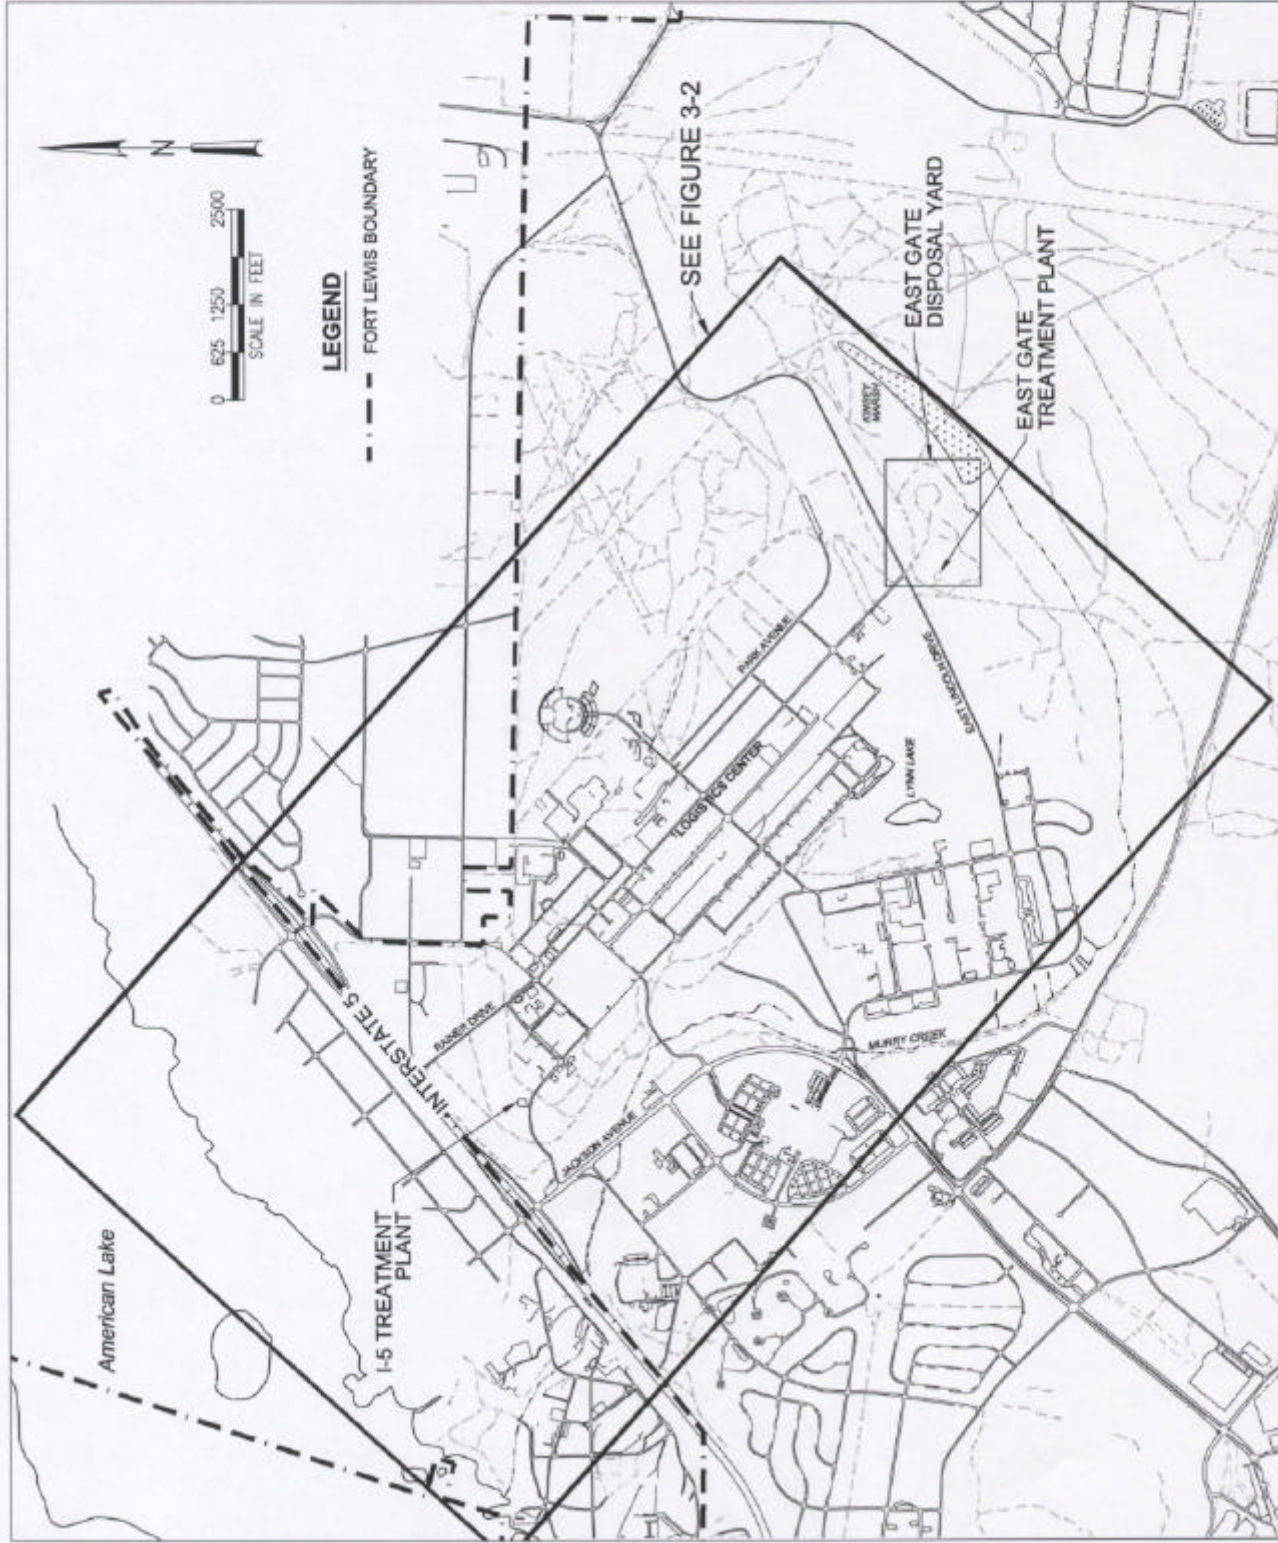 American Lake
I-5 TREATMENT
PLANT
INTERSTATE 5
RAINER DRIVE
JACKSON AVENUE
LOGISTICS CENTER
PARK AVENUE
MURRY CREEK
LYNN LAKE
EAST LINCOLN DRIVE
MARSH
EAST GATE
DISPOSAL YARD
EAST GATE
TREATMENT PLANT
SEE FIGURE 3-2
N
0 625 1250 2500
SCALE IN FEET
LEGEND
FORT LEWIS BOUNDARY